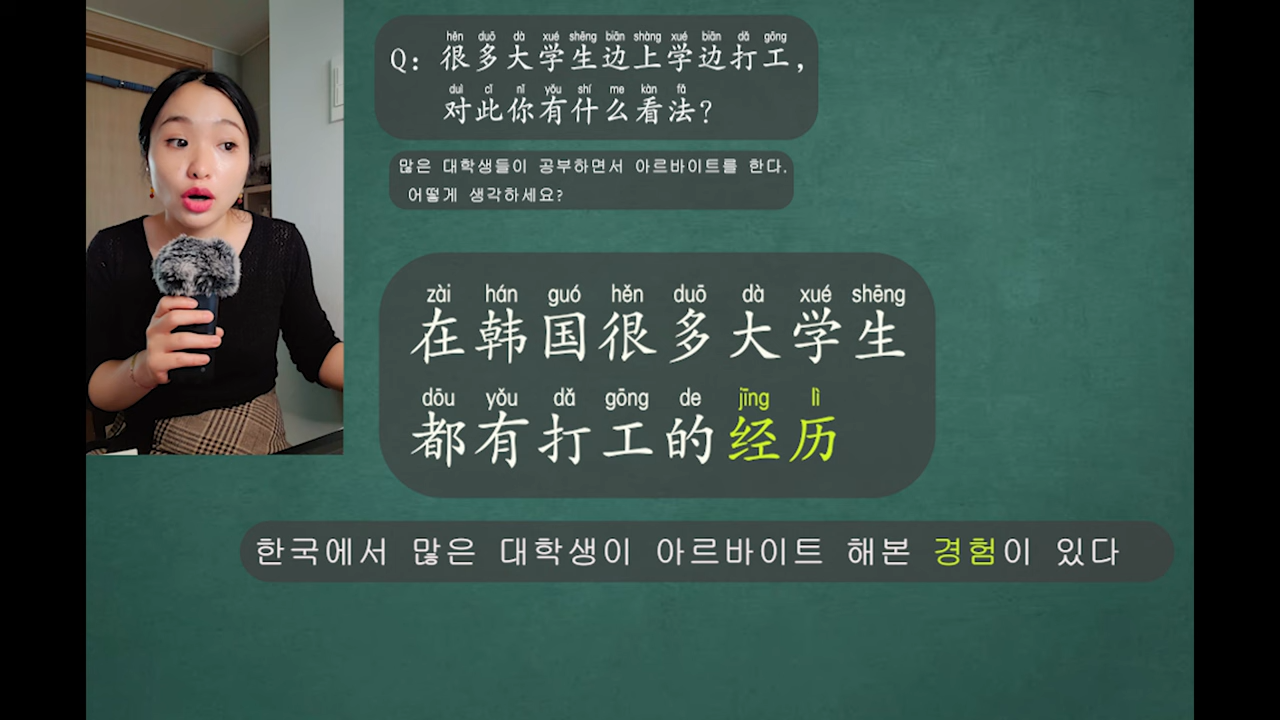 hěn duō dà xué shēng biān shàng xué biān dǎ gōng
Q：很多大学生边上学边打工，
duì cǐ nǐ yǒu shí me kàn fǎ
对此你有什么看法？
많은 대학생들이 공부하면서 아르바이트를 한다.
어떻게 생각하세요?
zài hán guó hěn duō dà xué shēng
在韩国很多大学生
dōu yǒu dǎ gōng de jīng lì
都有打工的经历
한국에서 많은 대학생이 아르바이트 해본 경험이 있다